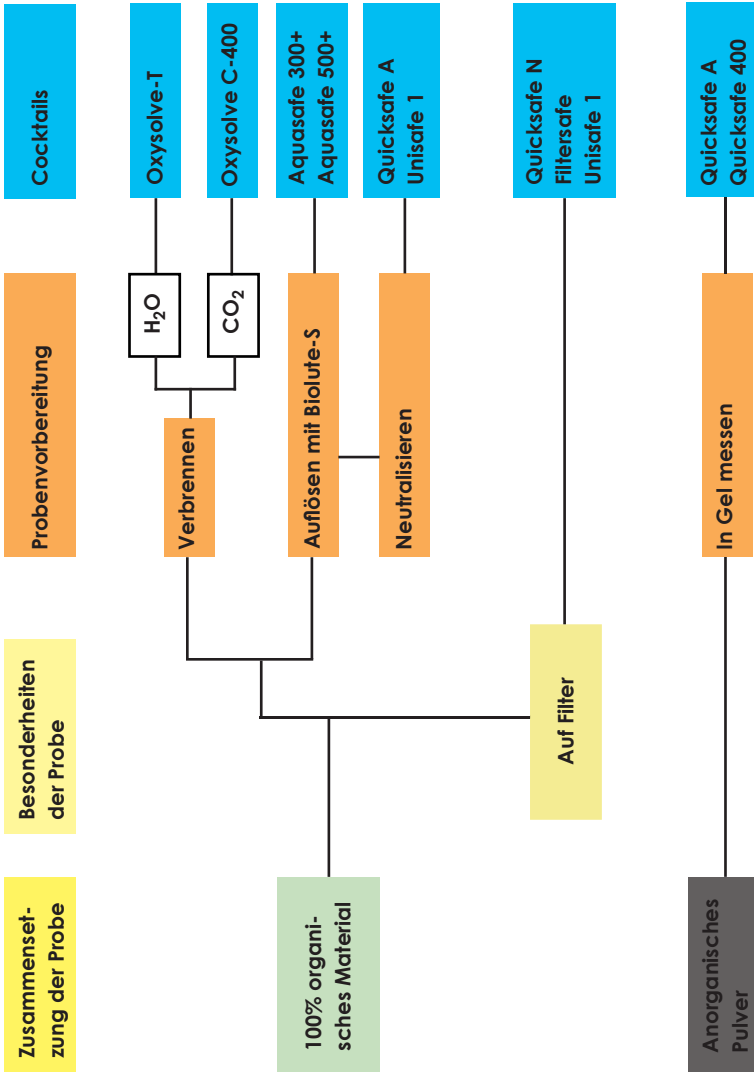 Zusammenset-
zung der Probe
Besonderheiten
der Probe
Probenvorbereitung
Cocktails
100% organi-
sches Material
Verbrennen
H₂O
Oxysolve-T
CO₂
Oxysolve C-400
Auflösen mit Biolute-S
Aquasafe 300+
Aquasafe 500+
Neutralisieren
Quicksafe A
Unisafe 1
Auf Filter
Quicksafe N
Filtersafe
Unisafe 1
Anorganisches
Pulver
In Gel messen
Quicksafe A
Quicksafe 400